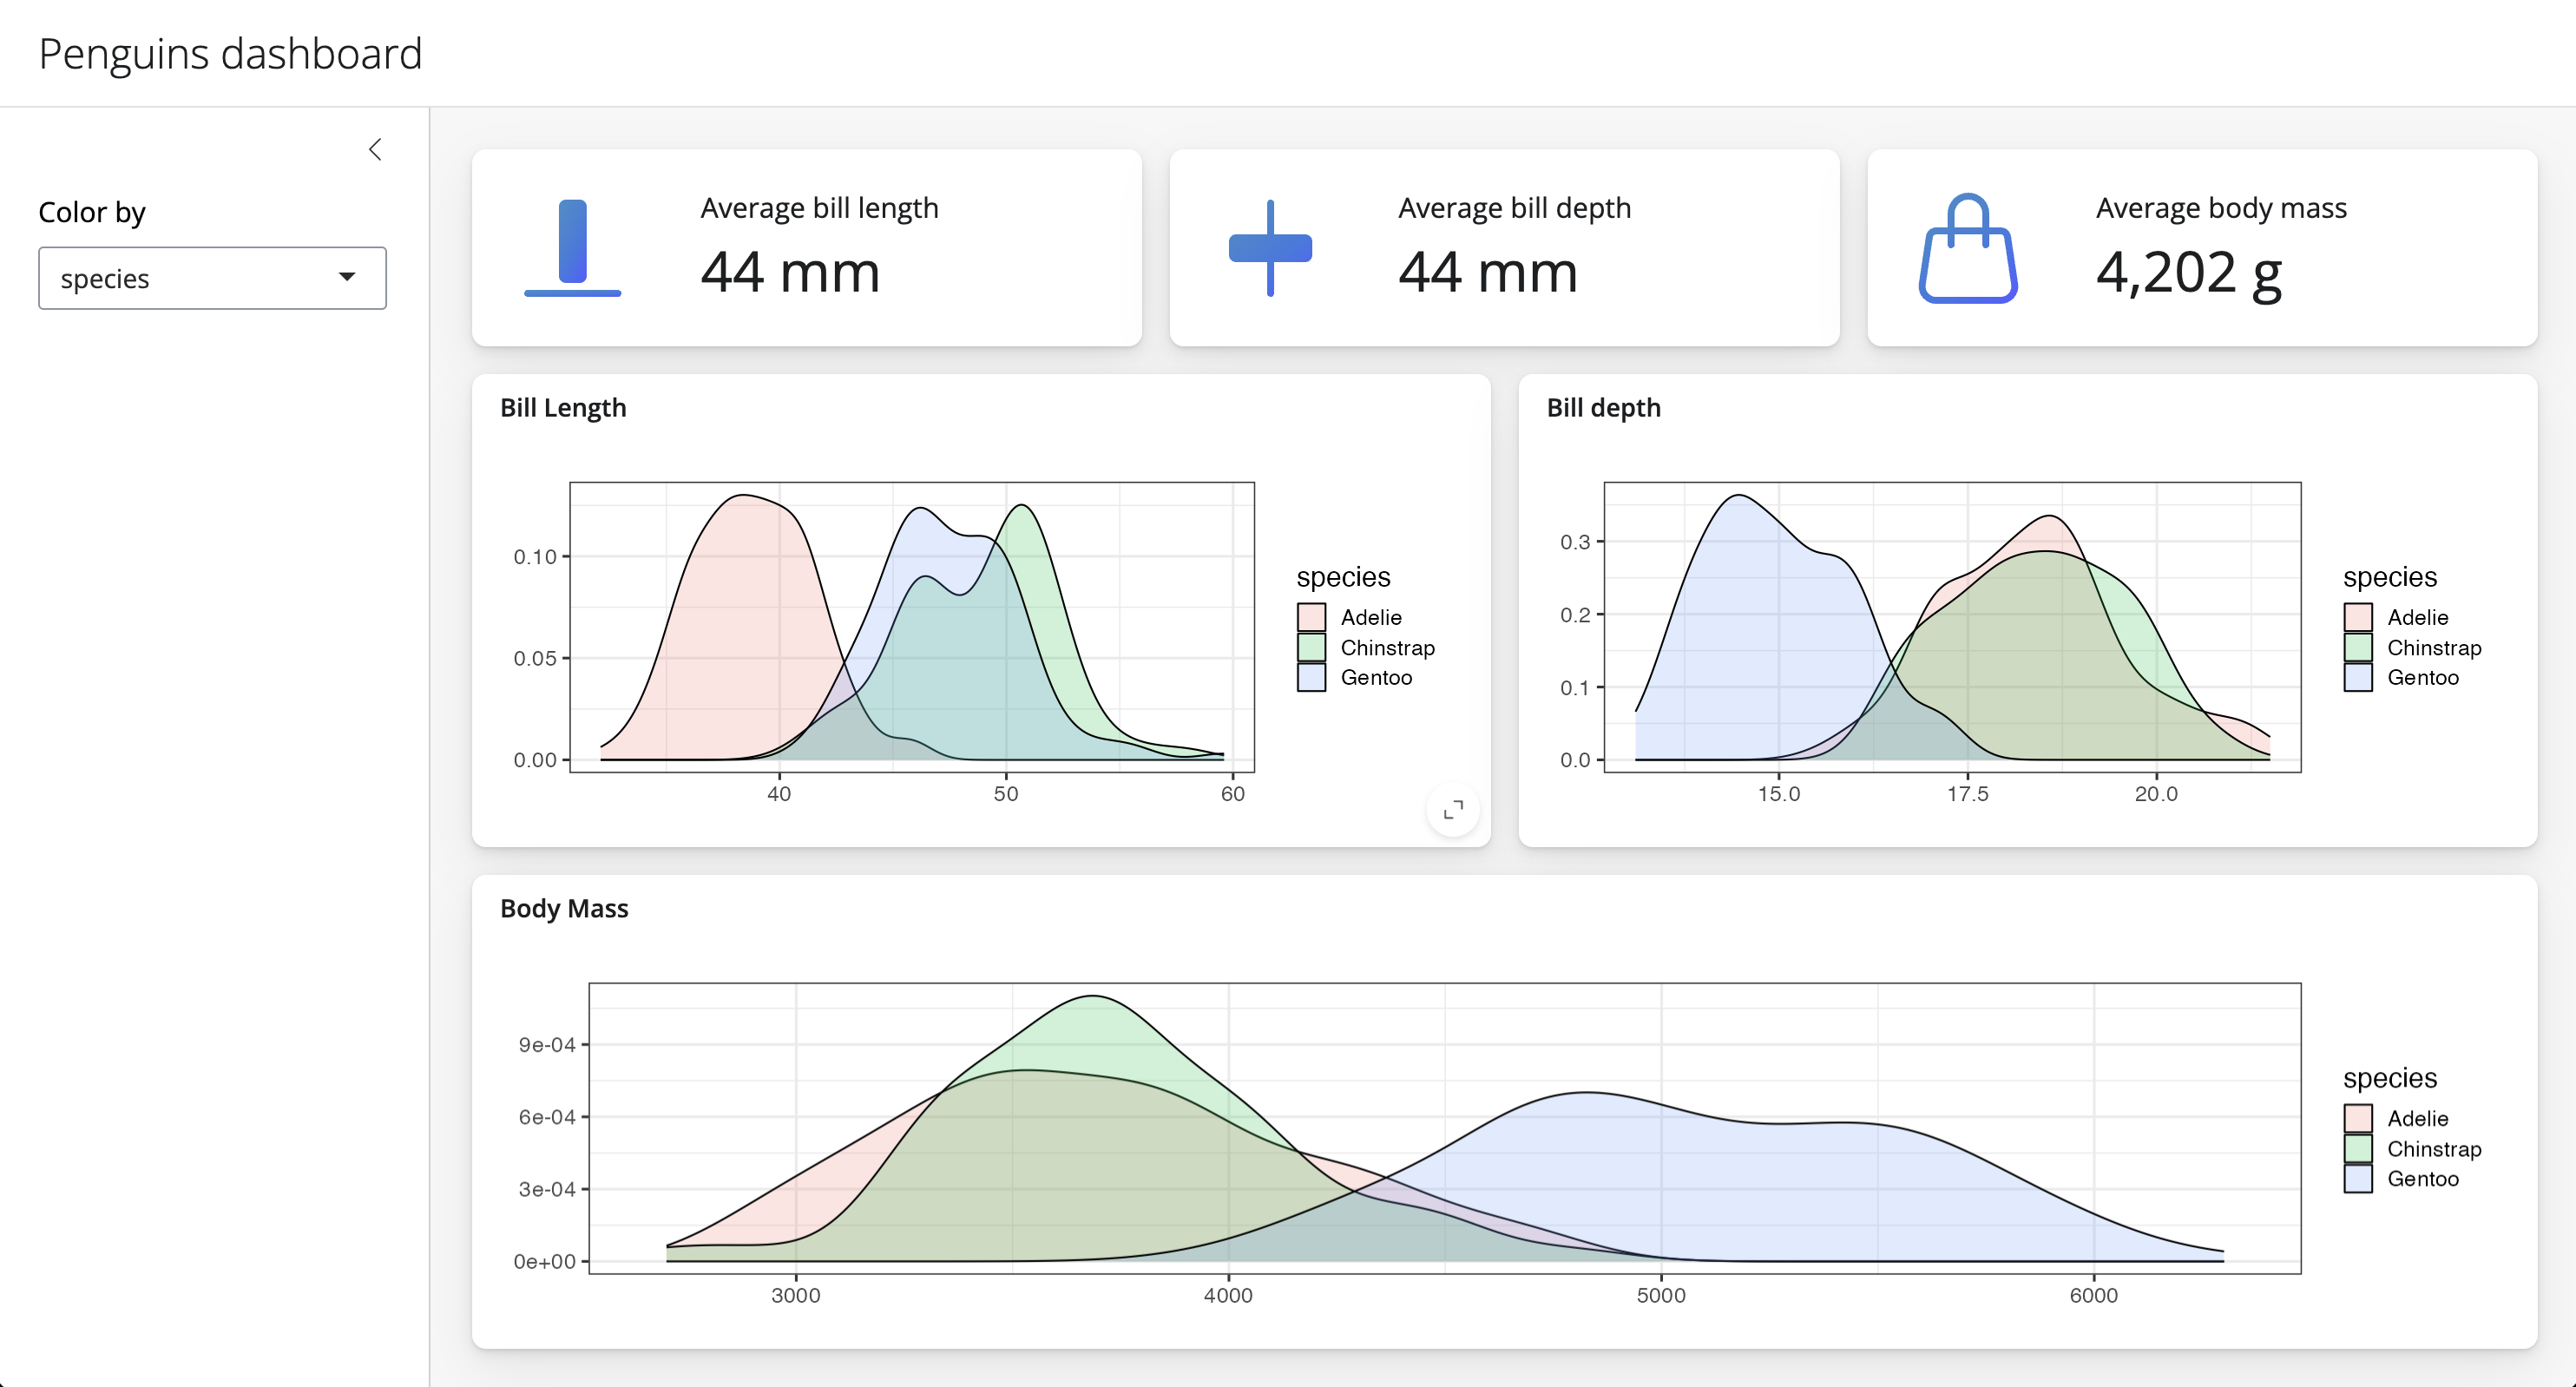 Penguins dashboard
Color by
species
Average bill length
44 mm
Average bill depth
44 mm
Average body mass
4,202 g
Bill Length
0.10
0.05
0.00
40 50 60
species
Adelie
Chinstrap
Gentoo
Bill depth
0.3
0.2
0.1
0.0
15.0 17.5 20.0
species
Adelie
Chinstrap
Gentoo
Body Mass
9e-04
6e-04
3e-04
0e+00
3000 4000 5000 6000
species
Adelie
Chinstrap
Gentoo